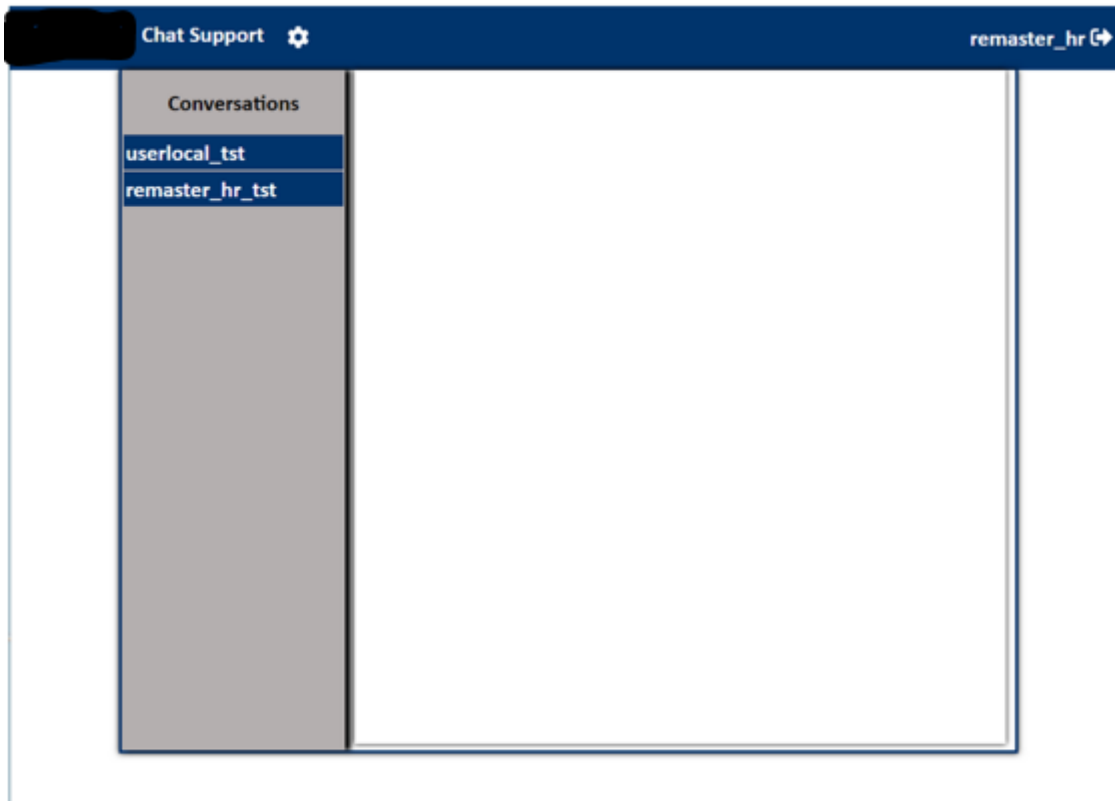 Chat Support
remaster_hr
Conversations
userlocal_tst
remaster_hr_tst